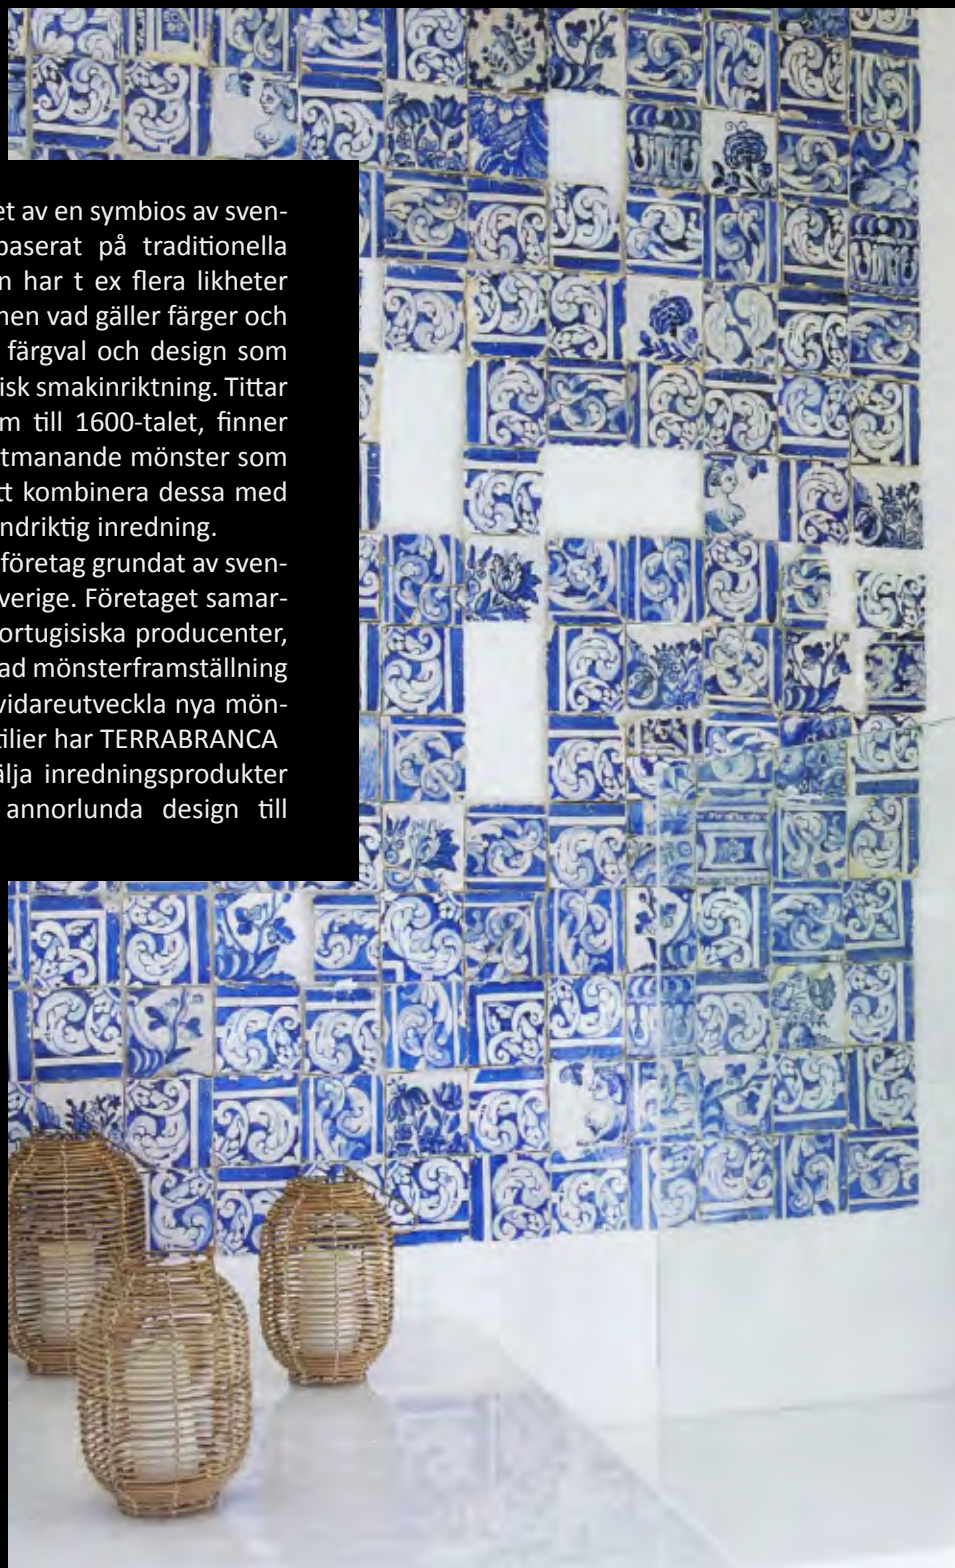 et av en symbios av sven-
baserat på traditionella
n har t ex flera likheter
nen vad gäller färger och
färgval och design som
isk smakinriktning. Tittar
m till 1600-talet, finner
tmanande mönster som
tt kombinera dessa med
ndriktig inredning.
företag grundat av sven-
verige. Företaget samar-
ortugisiska producenter,
ad mönsterframställning
vidareutveckla nya mön-
tilier har TERRABRANCA
älja inredningsprodukter
annorlunda design till